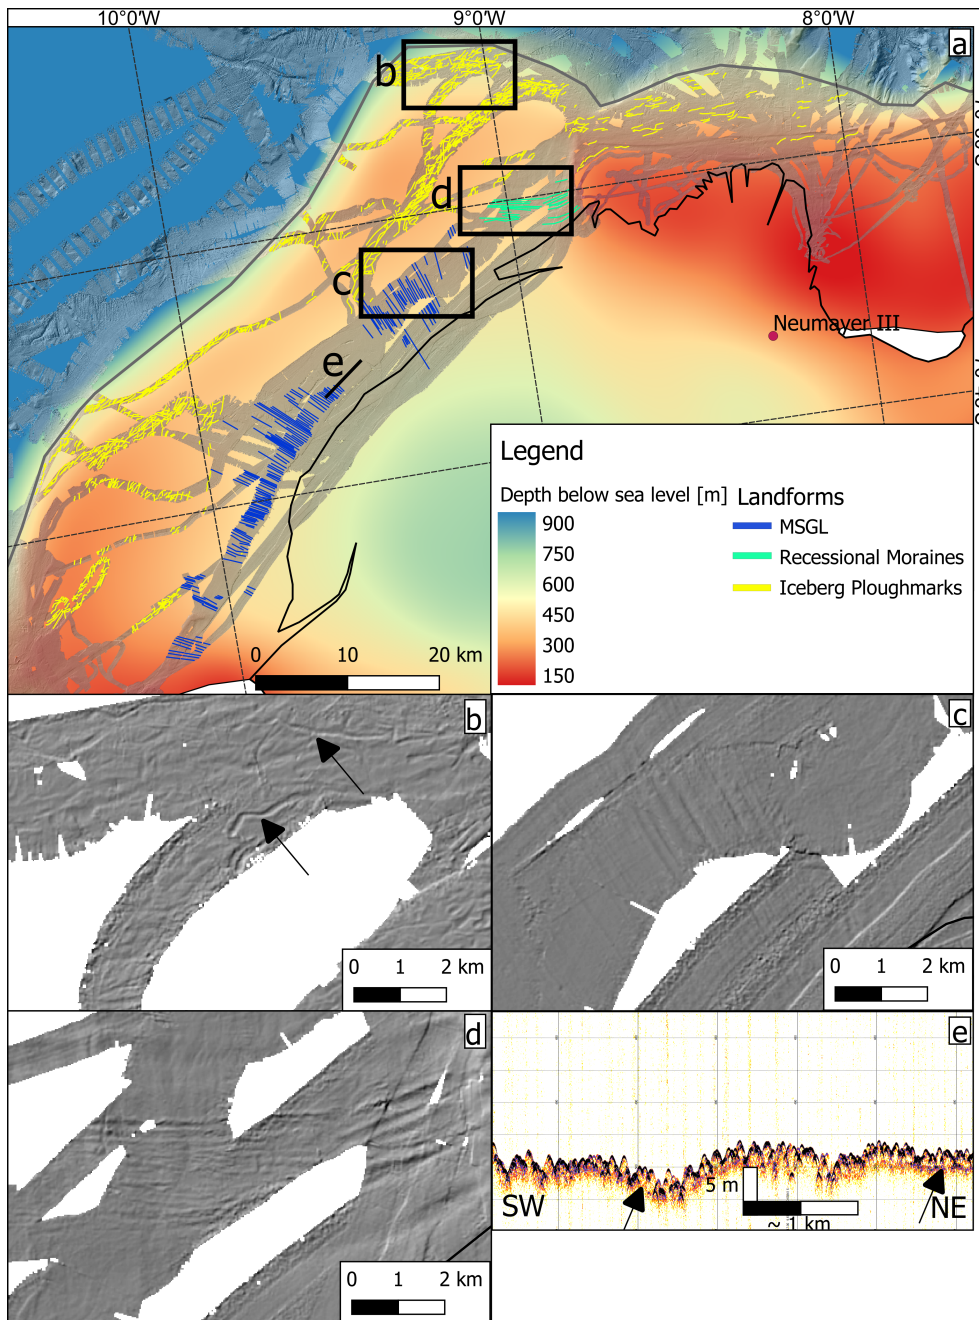 10°0'W 9°0'W 8°0'W
a
b
d
c
e
Neumayer III
Legend
Depth below sea level [m]
900
750
600
450
300
150
Landforms
MSGL
Recessional Moraines
Iceberg Ploughmarks
0 10 20 km
b
0 1 2 km
c
0 1 2 km
d
0 1 2 km
e
5 m
SW
NE
~ 1 km